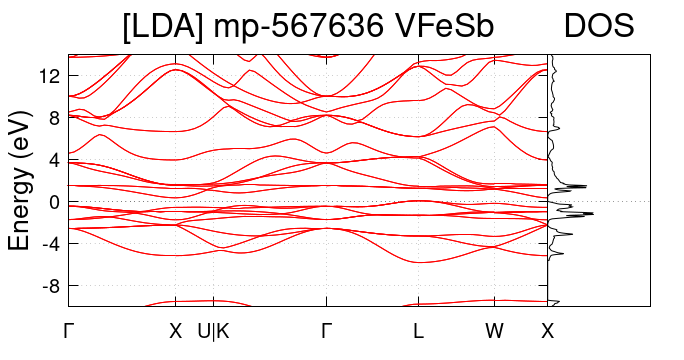 [LDA] mp-567636 VFeSb DOS
Energy (eV)
12
8
4
0
-4
-8
Γ X U|K Γ L W X